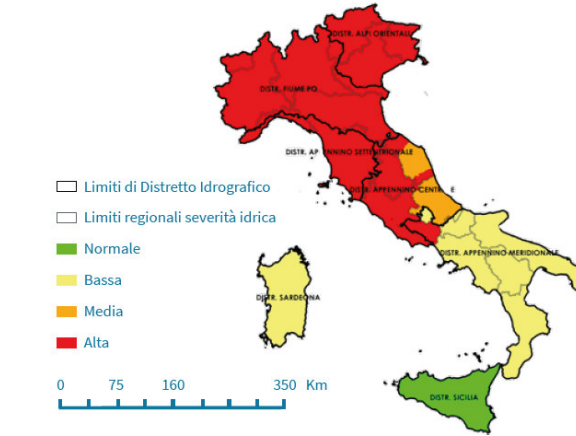 DISTR. ALPI ORIENTALI
DISTR. FIUME PO
DISTR. APPENNINO SETTENTRIONALE
DISTR. APPENNINO CENTR E
Limiti di Distretto Idrografico
Limiti regionali severità idrica
Normale
Bassa
Media
Alta
DISTR. APPENNINO MERIDIONALE
DISTR. SARDEGNA
DISTR. SICILIA
0 75 160 350 Km